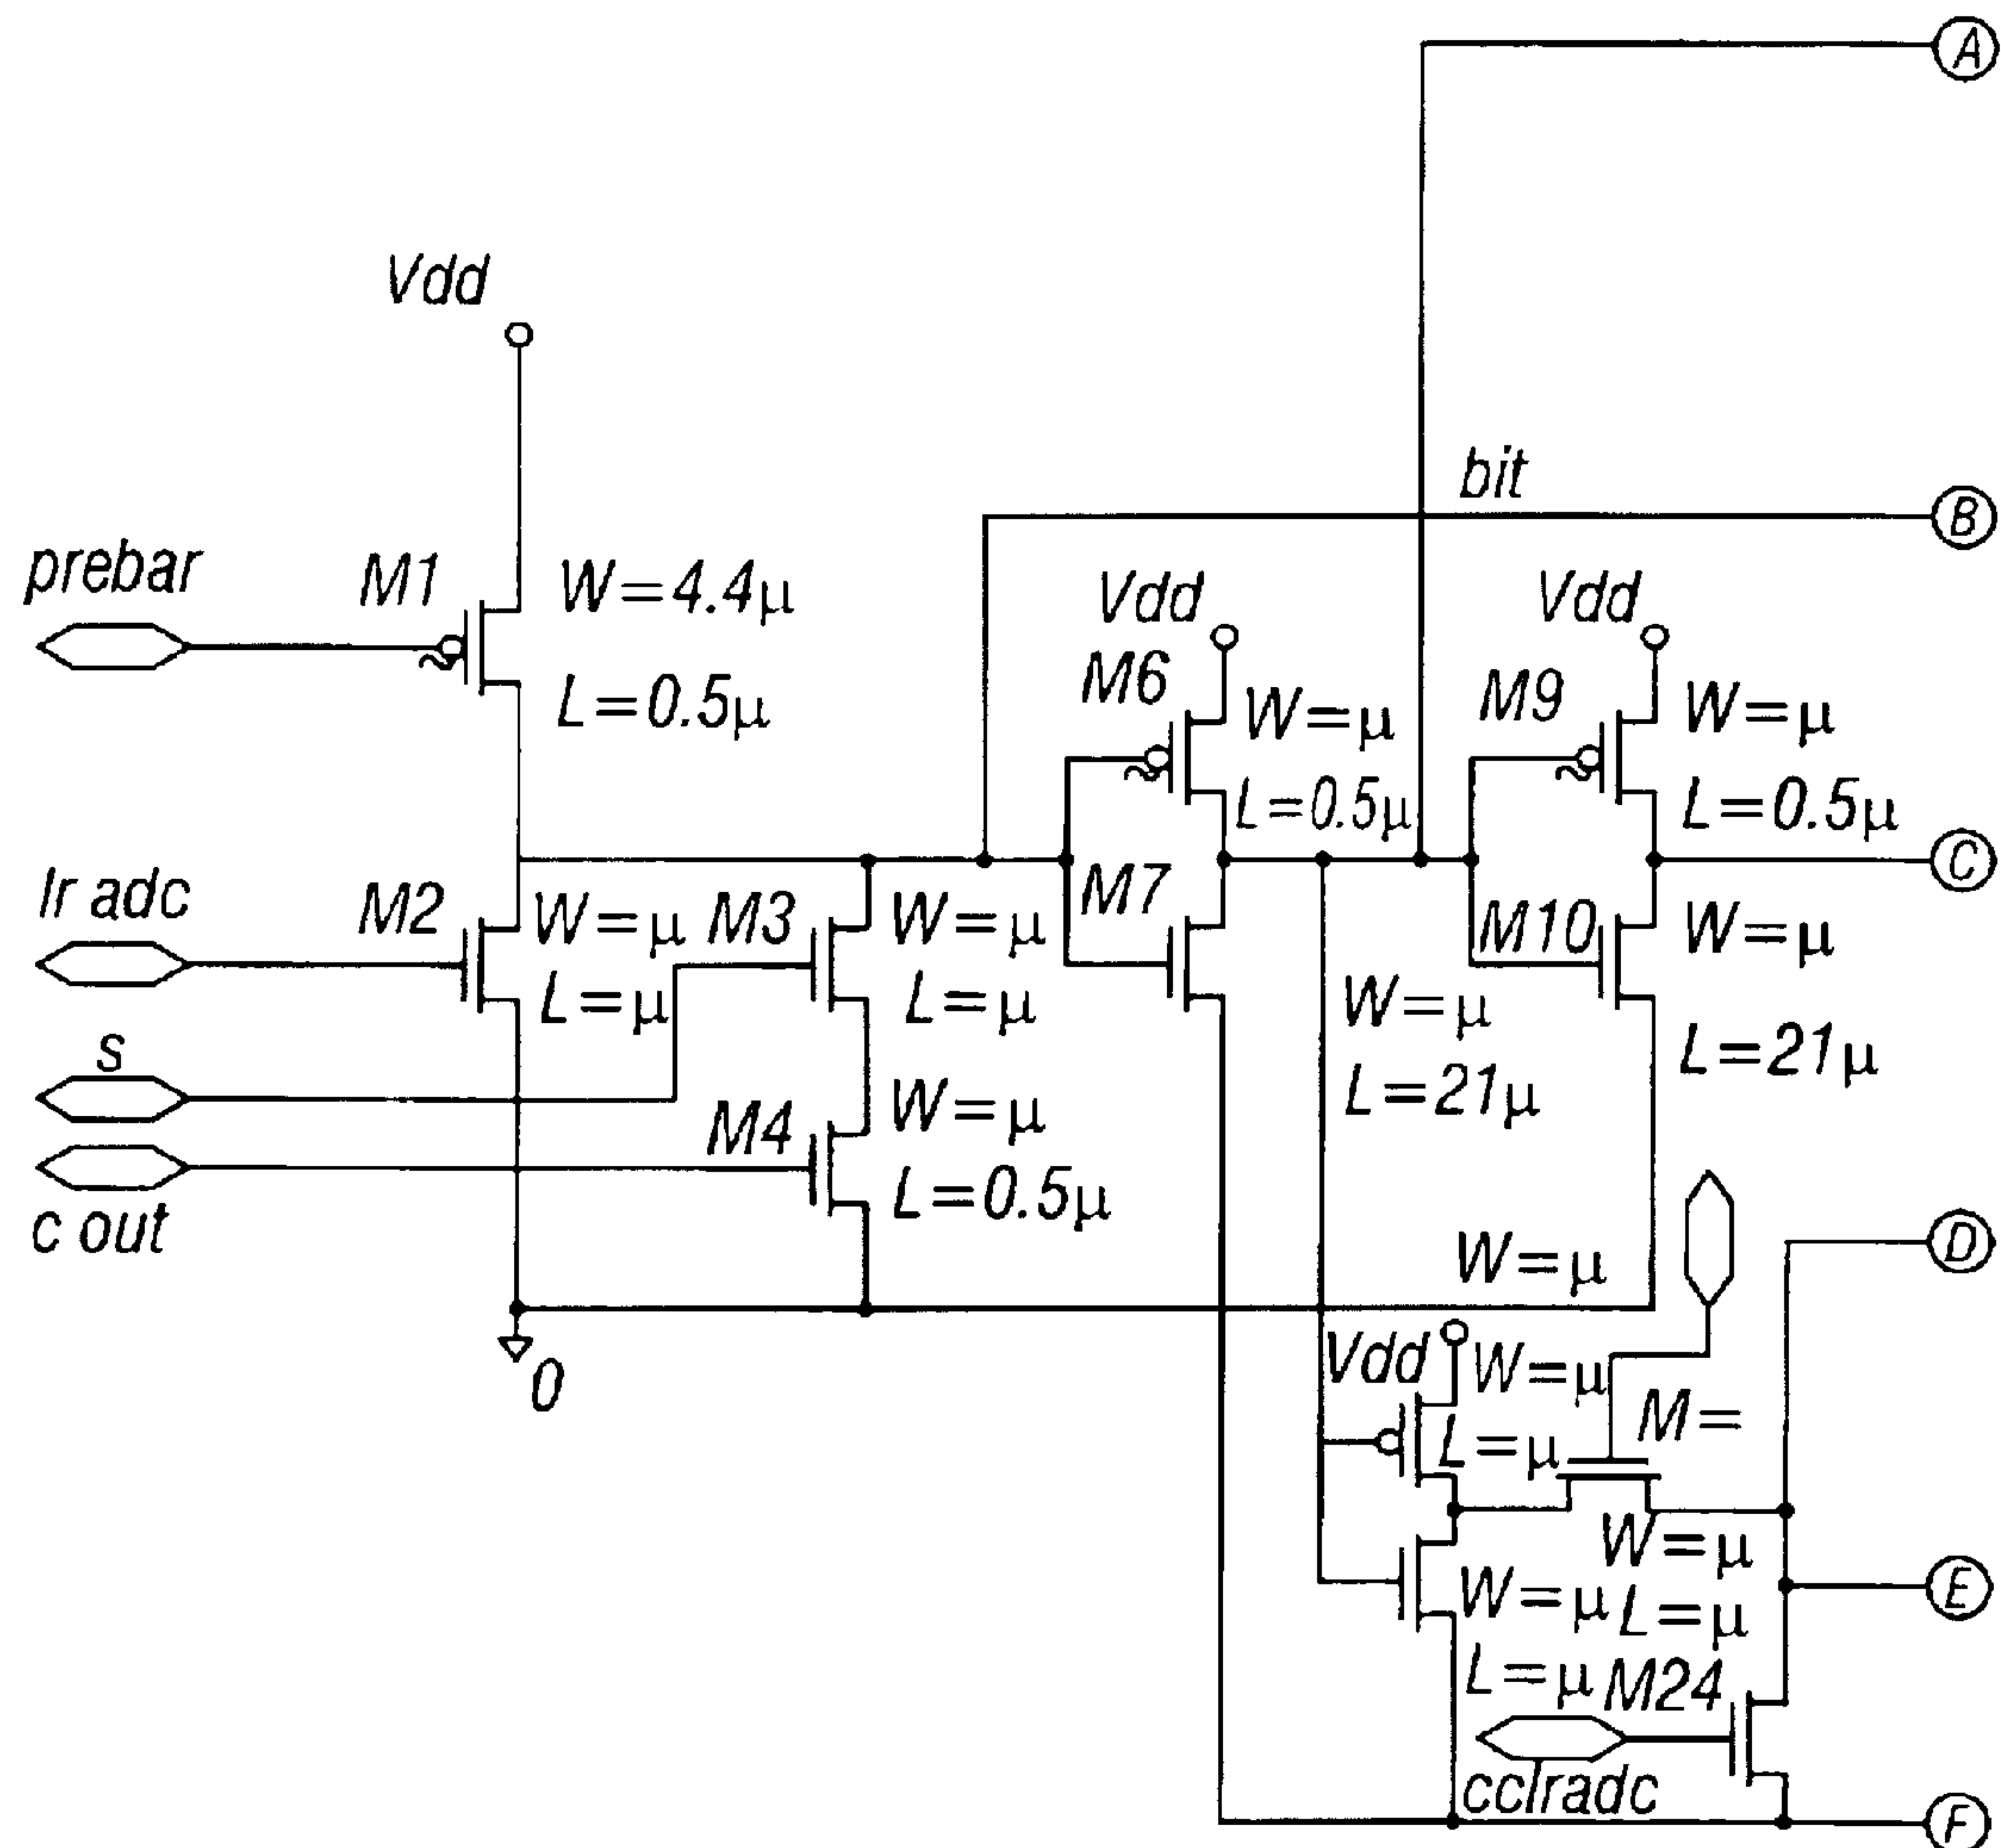 A
Vdd
bit
B
prebar
M1
W=4.4μ
L=0.5μ
Vdd
M6
W=μ
L=0.5μ
Vdd
M9
W=μ
L=0.5μ
lr adc
M2
W=μ
L=μ
M3
W=μ
L=μ
M7
W=μ
L=21μ
M10
W=μ
L=21μ
C
s
c out
M4
W=μ
L=0.5μ
W=μ
D
0
Vdd
W=μ
L=μ
M=
W=μ
L=μ
W=μ
L=μ
E
M24
cclradc
F